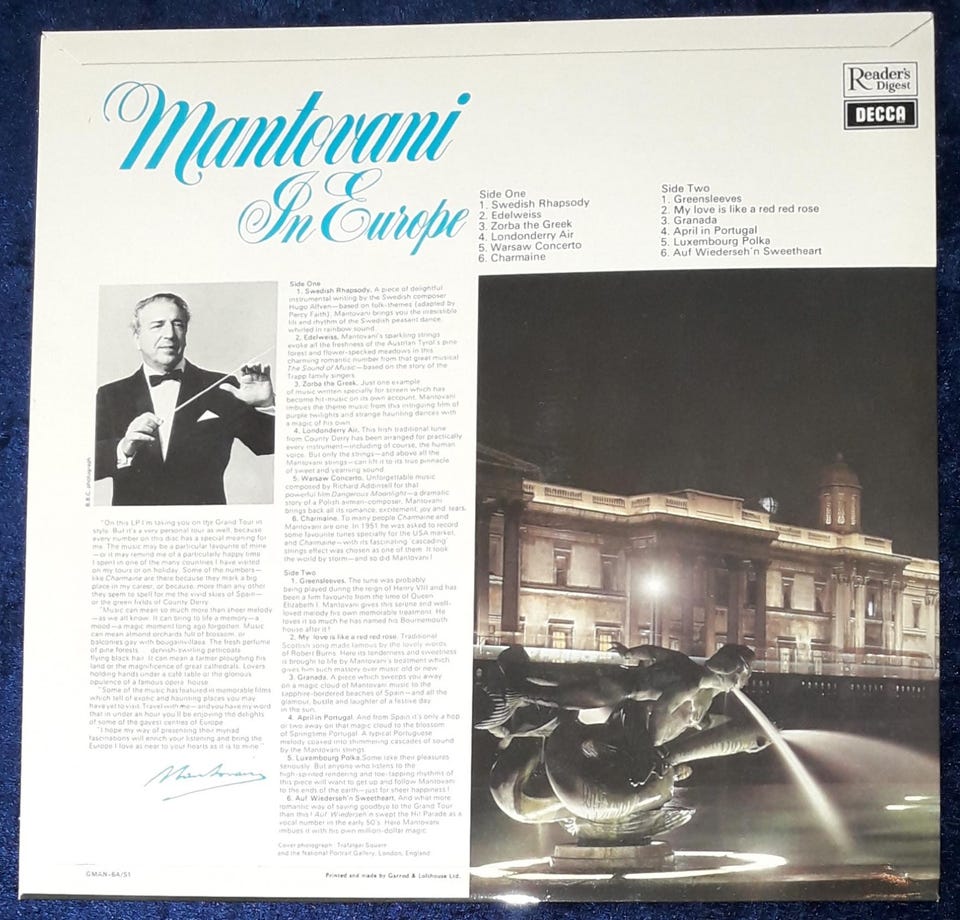 Mantovani
In Europe
Reader's
Digest
DECCA
Side One
1. Swedish Rhapsody
2. Edelweiss
3. Zorba the Greek
4. Londonderry Air
5. Warsaw Concerto
6. Charmaine
Side Two
1. Greensleeves
2. My love is like a red red rose
3. Granada
4. April in Portugal
5. Luxembourg Polka
6. Auf Wiederseh'n Sweetheart
B.B.C. photograph
"On this LP I'm taking you on the Grand Tour in
style. But it's a very personal tour as well, because
every number on this disc has a special meaning for
me. The music may be a particular favourite of mine
—or it may remind me of a particularly happy time
I spent in one of the many countries I have visited
on my tours or on holiday. Some of the numbers—
like Charmaine are there because they mark a big
place in my career, or because, more than any other
they seem to spell for me the vivid skies of Spain—
or the green fields of County Derry.
"Music can mean so much more than sheer melody
—as we all know. It can bring to life a memory—a
mood—a magic moment long ago forgotten. Music
can mean almond orchards full of blossom, or
balconies gay with bougainvillaea. The fresh perfume
of pine forests dervish-swirling petticoats
flying black hair. It can mean a farmer ploughing his
land or the magnificence of great cathedrals. Lovers
holding hands under a café table or the glorious
opulence of a famous opera house.
"Some of the music has featured in memorable films
which tell of exotic and haunting places you may
have yet to visit. Travel with me—and you have my word
that in under an hour you'll be enjoying the delights
of some of the gayest centres of Europe.
"I hope my way of presenting their myriad
fascinations will enrich your listening and bring the
Europe I love as near to your hearts as it is to mine"
Mantovani
Side One
1. Swedish Rhapsody. A piece of delightful
instrumental writing by the Swedish composer
Hugo Alfven—based on folk-themes (adapted by
Percy Faith). Mantovani brings you the irresistible
lilt and rhythm of the Swedish peasant dance,
whirled in rainbow sound.
2. Edelweiss. Mantovani's sparkling strings
evoke all the freshness of the Austrian Tyrol's pine
forest and flower-specked meadows in this
charming romantic number from that great musical
The Sound of Music—based on the story of the
Trapp family singers.
3. Zorba the Greek. Just one example
of music written specially for screen which has
become hit-music on its own account. Mantovani
imbues the theme music from this intriguing film of
purple twilights and strange haunting dances with
a magic of his own.
4. Londonderry Air. This Irish traditional tune
from County Derry has been arranged for practically
every instrument—including of course, the human
voice. But only the strings—and above all the
Mantovani strings—can lift it to its true pinnacle
of sweet and yearning sound.
5. Warsaw Concerto. Unforgettable music
composed by Richard Addinsell for that
powerful film Dangerous Moonlight—a dramatic
story of a Polish airman-composer. Mantovani
brings back all its romance, excitement, joy and tears.
6. Charmaine. To many people Charmaine and
Mantovani are one. In 1951 he was asked to record
some favourite tunes specially for the USA market,
and Charmaine—with its fascinating 'cascading'
strings effect was chosen as one of them. It took
the world by storm—and so did Mantovani!
Side Two
1. Greensleeves. The tune was probably
being played during the reign of Henry VIII and has
been a firm favourite from the time of Queen
Elizabeth I. Mantovani gives this serene and well-
loved melody his own memorable treatment. He
loves it so much he has named his Bournemouth
house after it!
2. My love is like a red red rose. Traditional
Scottish song made famous by the lovely words
of Robert Burns. Here its tenderness and sweetness
is brought to life by Mantovani's treatment which
gives him such mastery over music old or new.
3. Granada. A piece which sweeps you away
on a magic cloud of Mantovani music to the
sapphire-bordered beaches of Spain—and all the
glamour, bustle and laughter of a festive day
in the sun.
4. April in Portugal. And from Spain it's only a hop
or two away on that magic cloud to the blossom
of Springtime Portugal. A typical Portuguese
melody coaxed into shimmering cascades of sound
by the Mantovani strings.
5. Luxembourg Polka. Some take their pleasures
seriously. But anyone who listens to the
high-spirited rendering and toe-tapping rhythms of
this piece will want to get up and follow Mantovani
to the ends of the earth—just for sheer happiness!
6. Auf Wiederseh'n Sweetheart. And what more
romantic way of saying goodbye to the Grand Tour
than this! Auf Wiederseh'n swept the Hit Parade as a
vocal number in the early 50's. Here Mantovani
imbues it with his own million-dollar magic.
Cover photograph: Trafalgar Square
and the National Portrait Gallery, London, England
GMAN-6A/S1
Printed and made by Garrod & Lofthouse Ltd.